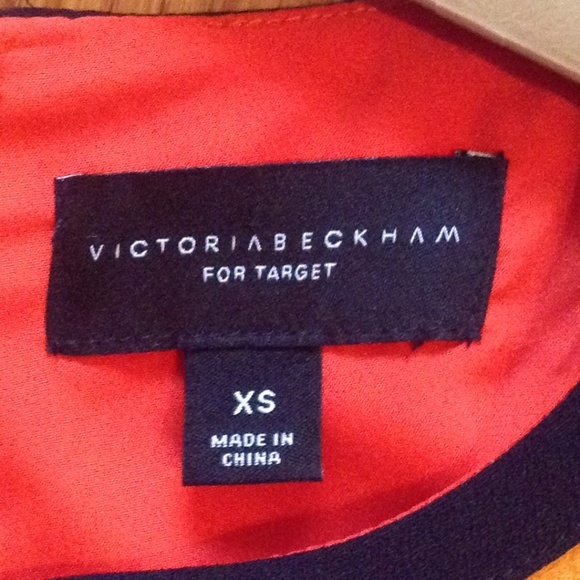 VICTORIABECKHAM
FOR TARGET
XS
MADE IN
CHINA